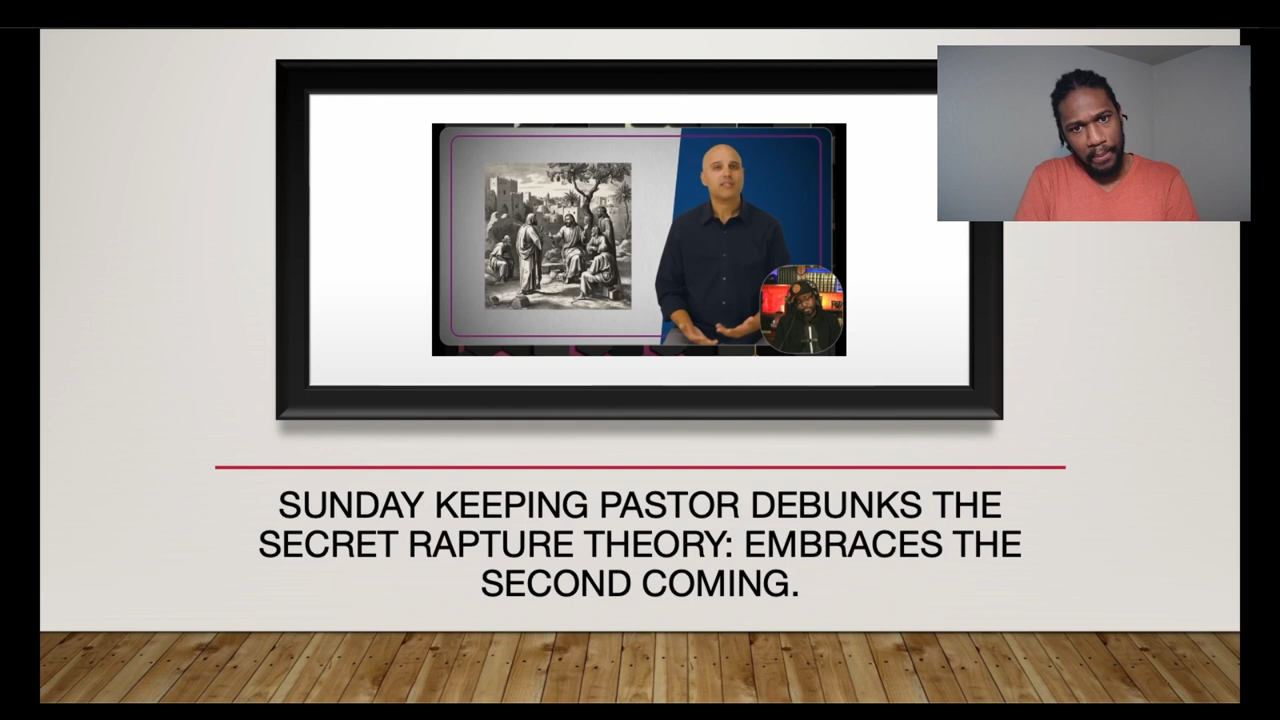 SUNDAY KEEPING PASTOR DEBUNKS THE
SECRET RAPTURE THEORY: EMBRACES THE
SECOND COMING.